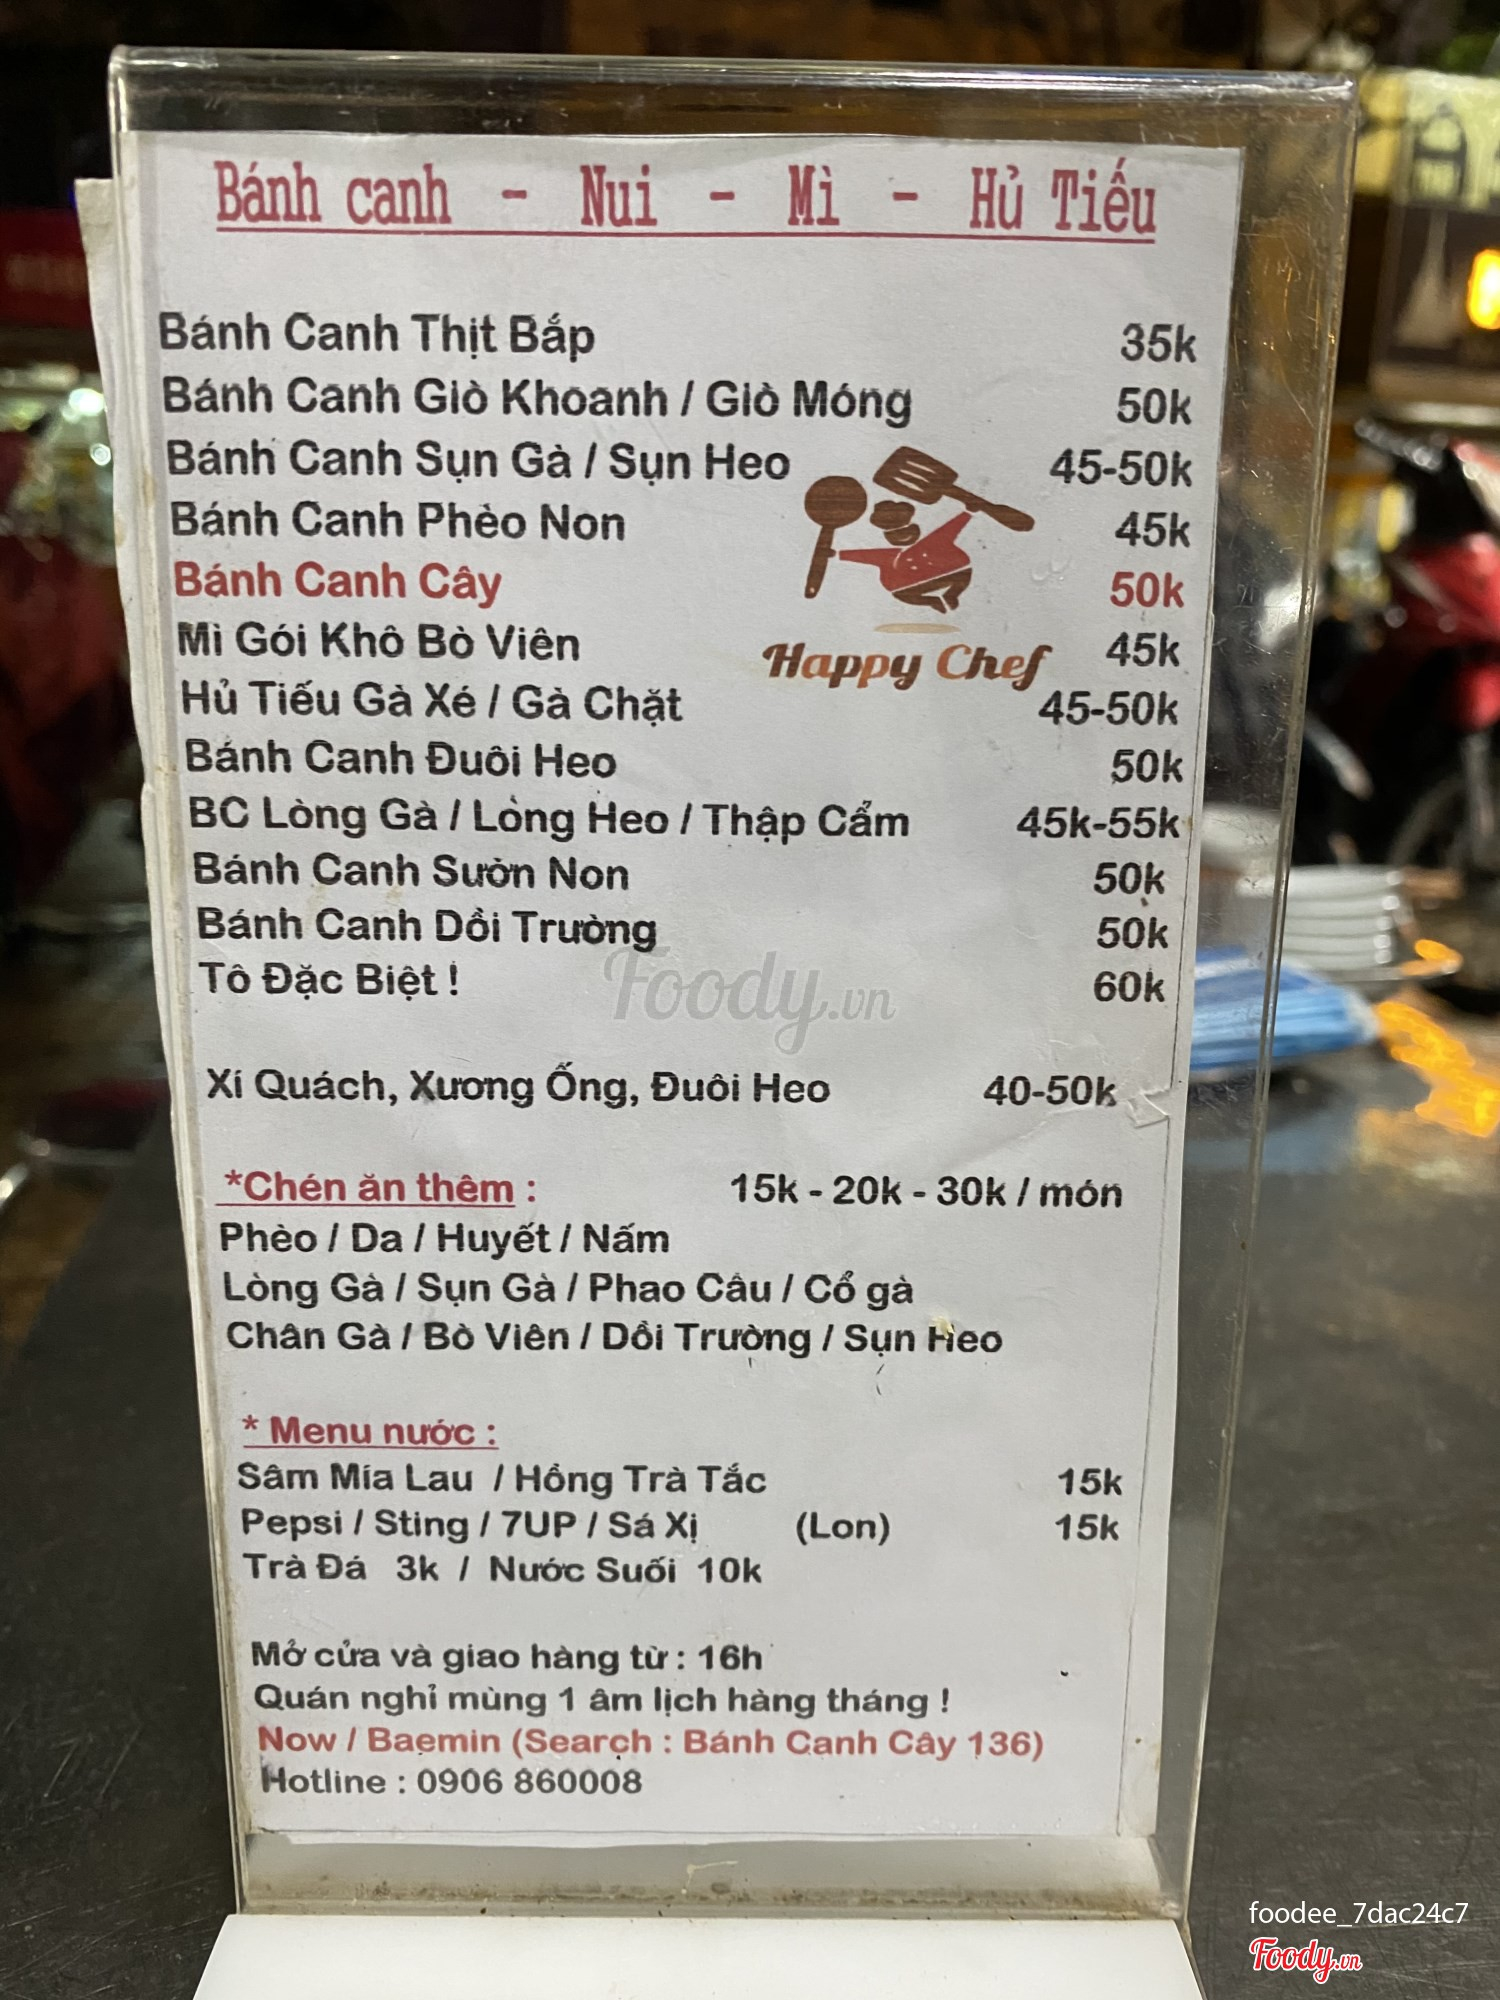 Bánh canh - Nui - Mì - Hủ Tiếu
Bánh Canh Thịt Bắp 35k
Bánh Canh Giò Khoanh / Giò Móng 50k
Bánh Canh Sụn Gà / Sụn Heo 45-50k
Bánh Canh Phèo Non 45k
Bánh Canh Cây 50k
Mì Gói Khô Bò Viên 45k
Happy Chef
Hủ Tiếu Gà Xé / Gà Chặt 45-50k
Bánh Canh Đuôi Heo 50k
BC Lòng Gà / Lòng Heo / Thập Cẩm 45k-55k
Bánh Canh Sườn Non 50k
Bánh Canh Dồi Trường 50k
Tô Đặc Biệt ! 60k
Foody.vn
Xí Quách, Xương Ống, Đuôi Heo 40-50k
*Chén ăn thêm : 15k - 20k - 30k / món
Phèo / Da / Huyết / Nấm
Lòng Gà / Sụn Gà / Phao Câu / Cổ gà
Chân Gà / Bò Viên / Dồi Trường / Sụn Heo
* Menu nước :
Sâm Mía Lau / Hồng Trà Tắc 15k
Pepsi / Sting / 7UP / Sá Xị (Lon) 15k
Trà Đá 3k / Nước Suối 10k
Mở cửa và giao hàng từ : 16h
Quán nghỉ mùng 1 âm lịch hàng tháng !
Now / Baemin (Search : Bánh Canh Cây 136)
Hotline : 0906 860008
foodee_7dac24c7
Foody.vn